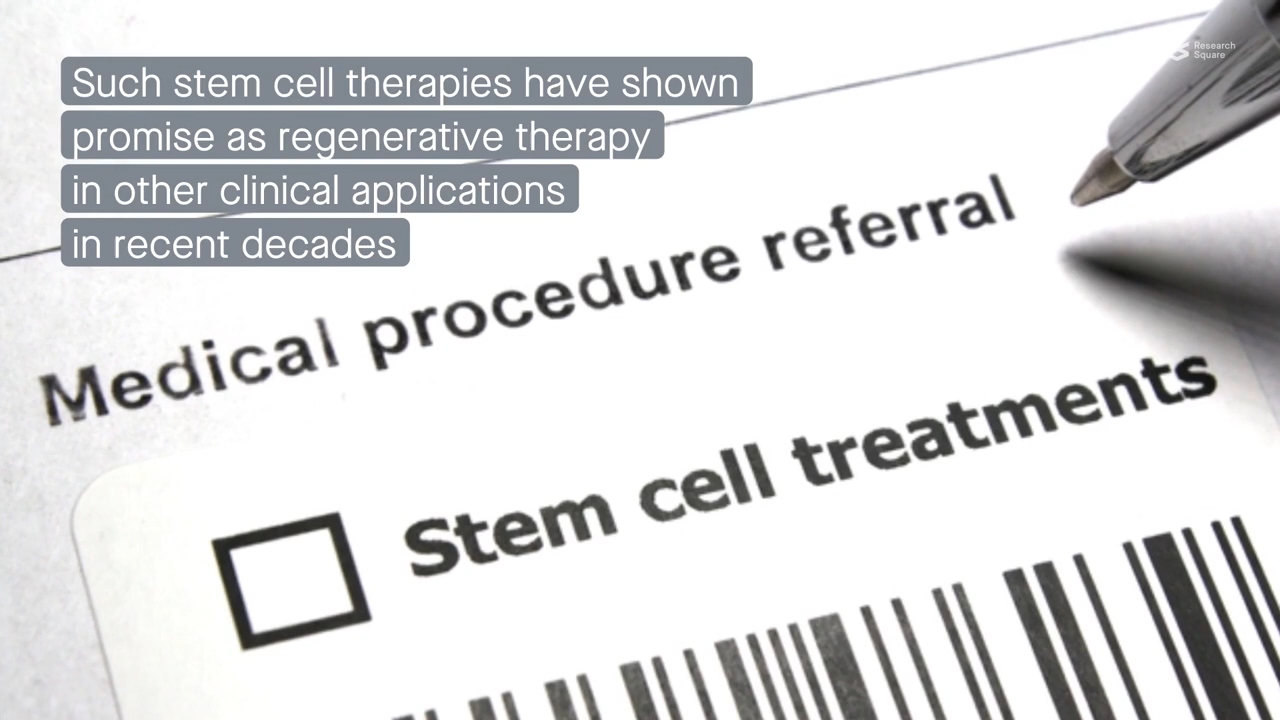 Such stem cell therapies have shown
promise as regenerative therapy
in other clinical applications
in recent decades
Research
Square
Medical procedure referral
Stem cell treatments